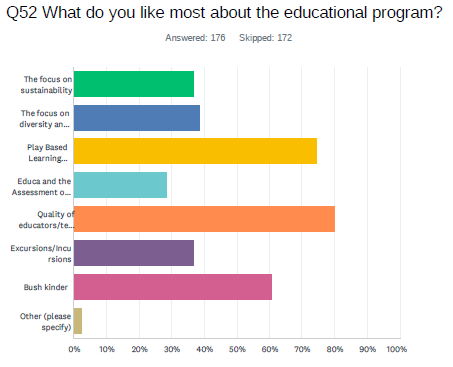 Q52 What do you like most about the educational program?
Answered: 176 Skipped: 172
The focus on
sustainability
The focus on
diversity an...
Play Based
Learning...
Educa and the
Assessment o...
Quality of
educators/te...
Excursions/Incu
rsions
Bush kinder
Other (please
specify)
0% 10% 20% 30% 40% 50% 60% 70% 80% 90% 100%